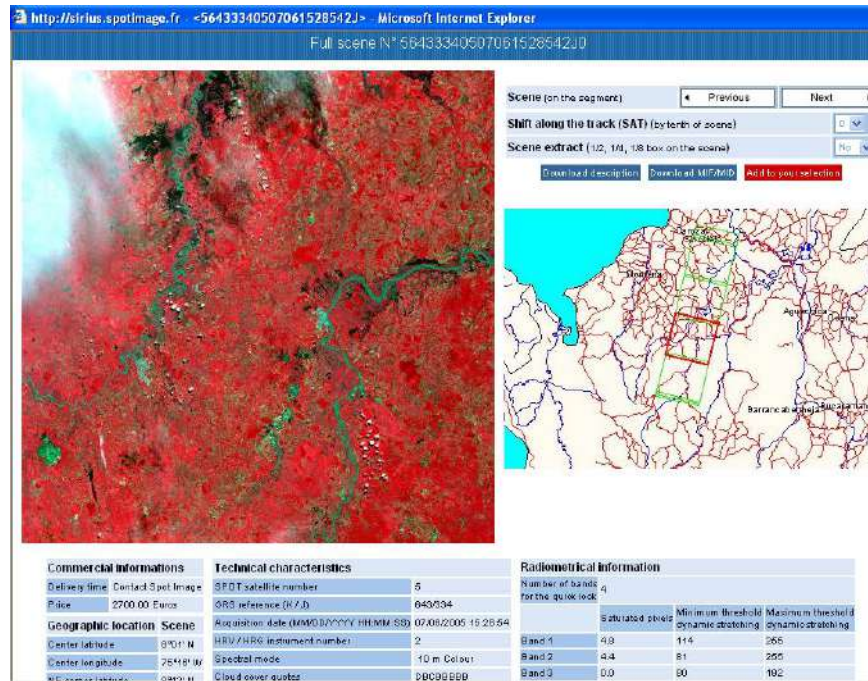 http://sirius.spotimage.fr - <56433340507061528542J> - Microsoft Internet Explorer
Full scene N° 56433340507061528542J0
Scene (on the segment) Previous Next
Shift along the track (SAT) (by tenth of scene) 0
Scene extract (1/2, 1/4, 1/8 box on the scene) No
Download description Download MIF/MID Add to your selection
Monteria
Barrancabermeja
Commercial informations
Delivery time Contact Spot Image
Price 2700.00 Euros
Geographic location Scene
Center latitude
Center longitude
Technical characteristics
SPOT satellite number 5
GRS reference (K / J) 643/334
Acquisition date (MM/DD/YYYY HH:MM:SS) 07/06/2005 15:28:54
HRV / HRG instrument number 2
Spectral mode 10 m Colour
Cloud cover quotes DBCBBBBB
Radiometrical information
Number of bands for the quick look 4
Saturated pixels Minimum threshold dynamic stretching Maximum threshold dynamic stretching
Band 1 4.8 114 255
Band 2 4.4 81 255
Band 3 0.0 80 192